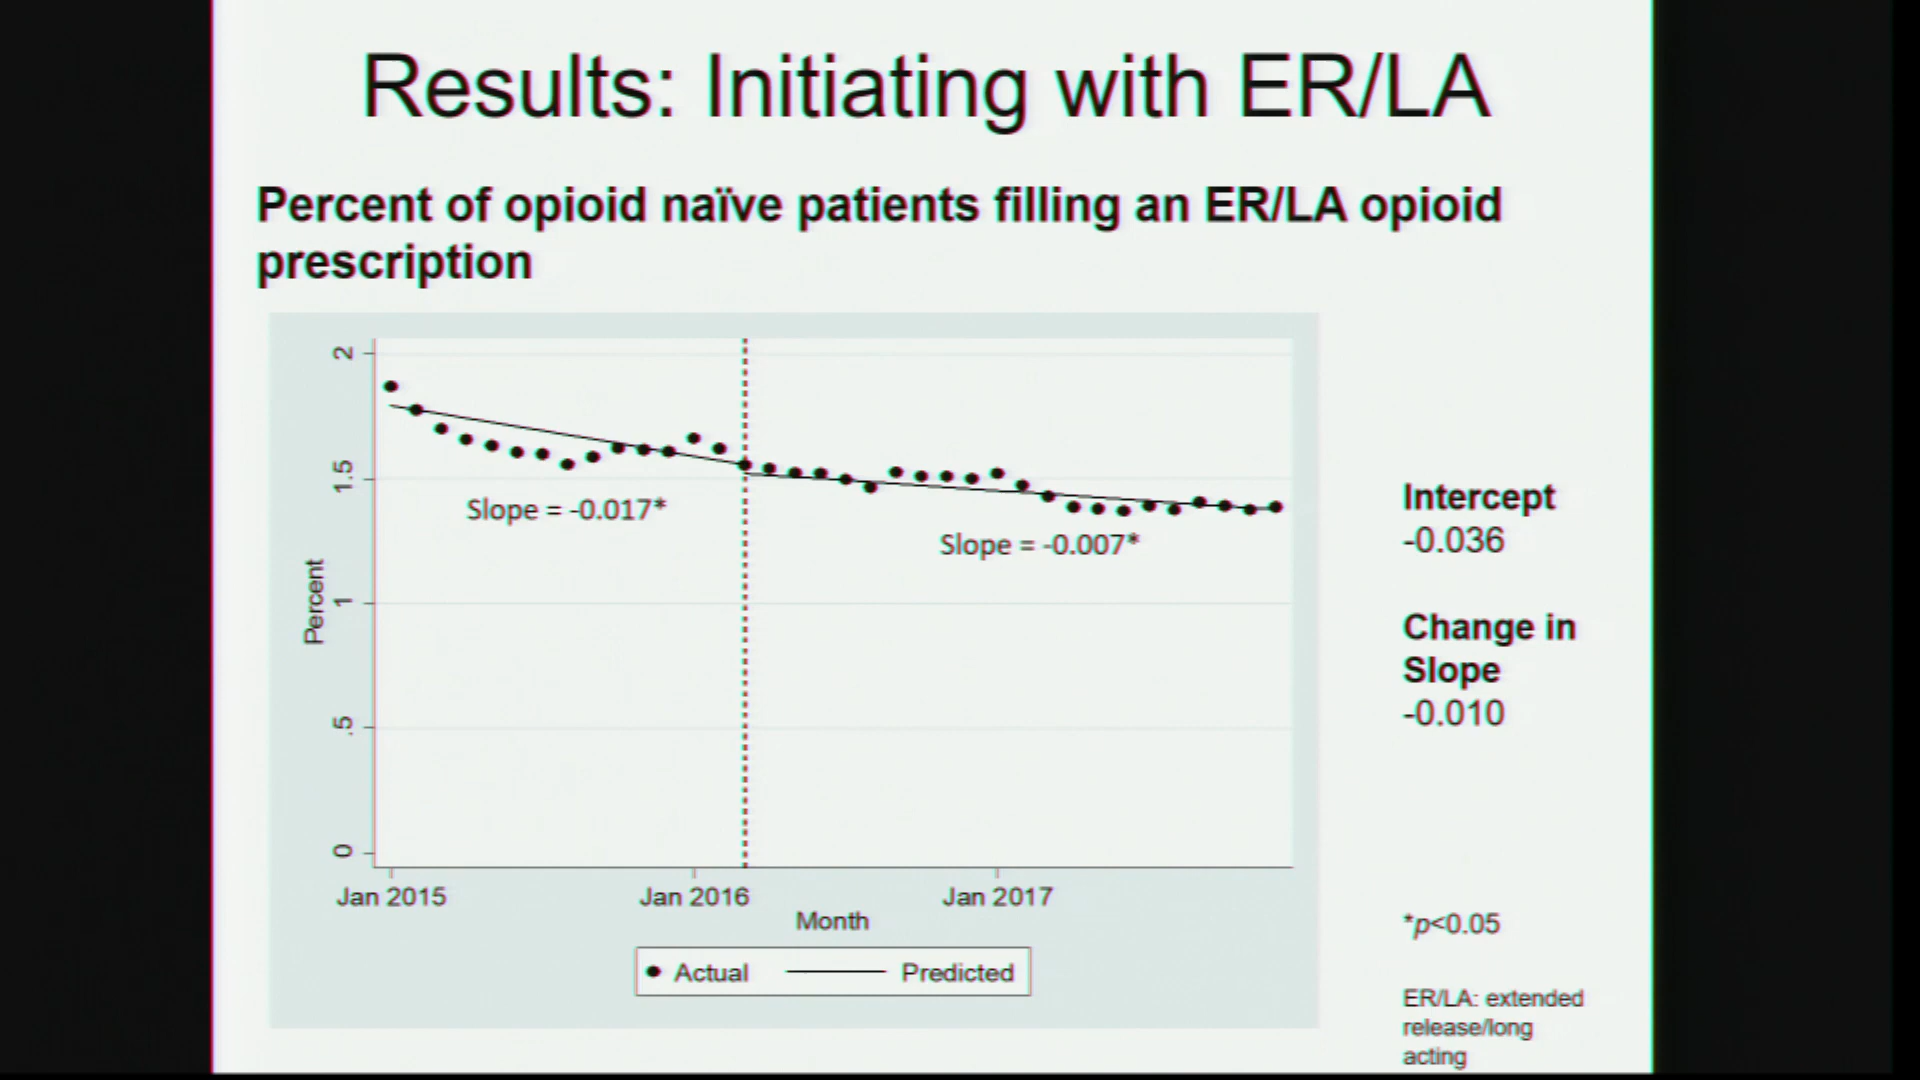 Results: Initiating with ER/LA
Percent of opioid naïve patients filling an ER/LA opioid
prescription
2
1.5
1
.5
0
Percent
Slope = -0.017*
Slope = -0.007*
Jan 2015
Jan 2016
Jan 2017
Month
Actual
Predicted
Intercept
-0.036
Change in
Slope
-0.010
*p<0.05
ER/LA: extended
release/long
acting